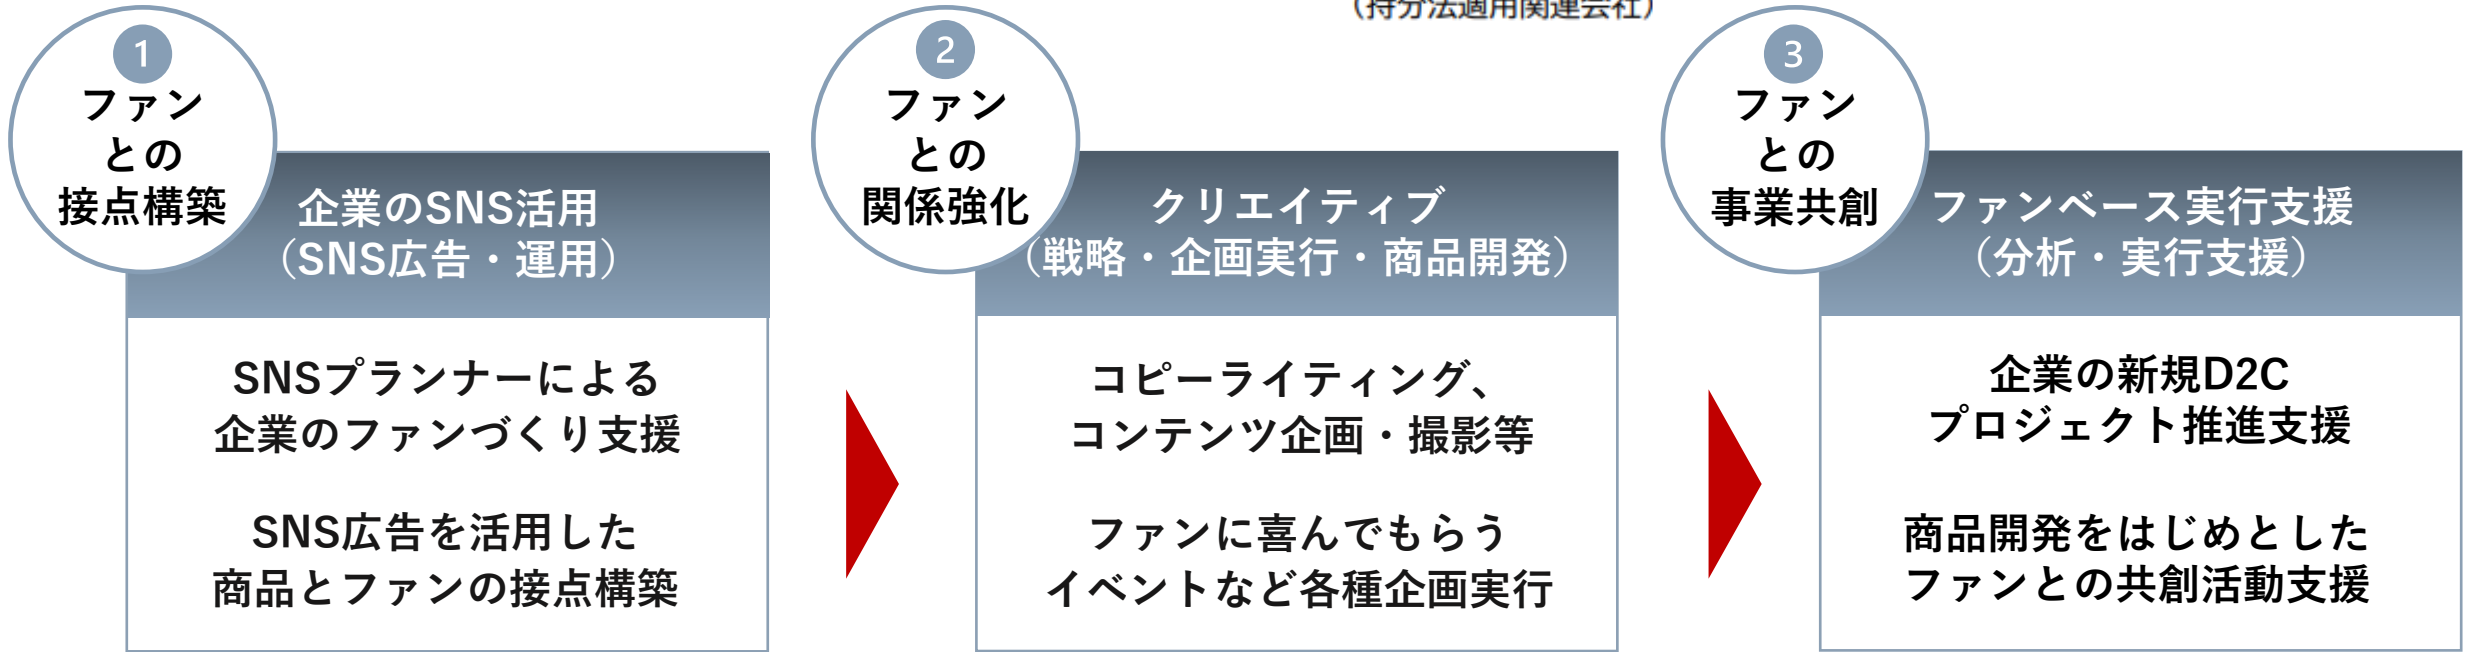 （持分法適用関連会社）
1
ファン
との
接点構築
企業のSNS活用
（SNS広告・運用）
SNSプランナーによる
企業のファンづくり支援
SNS広告を活用した
商品とファンの接点構築
2
ファン
との
関係強化
クリエイティブ
（戦略・企画実行・商品開発）
コピーライティング、
コンテンツ企画・撮影等
ファンに喜んでもらう
イベントなど各種企画実行
3
ファン
との
事業共創
ファンベース実行支援
（分析・実行支援）
企業の新規D2C
プロジェクト推進支援
商品開発をはじめとした
ファンとの共創活動支援